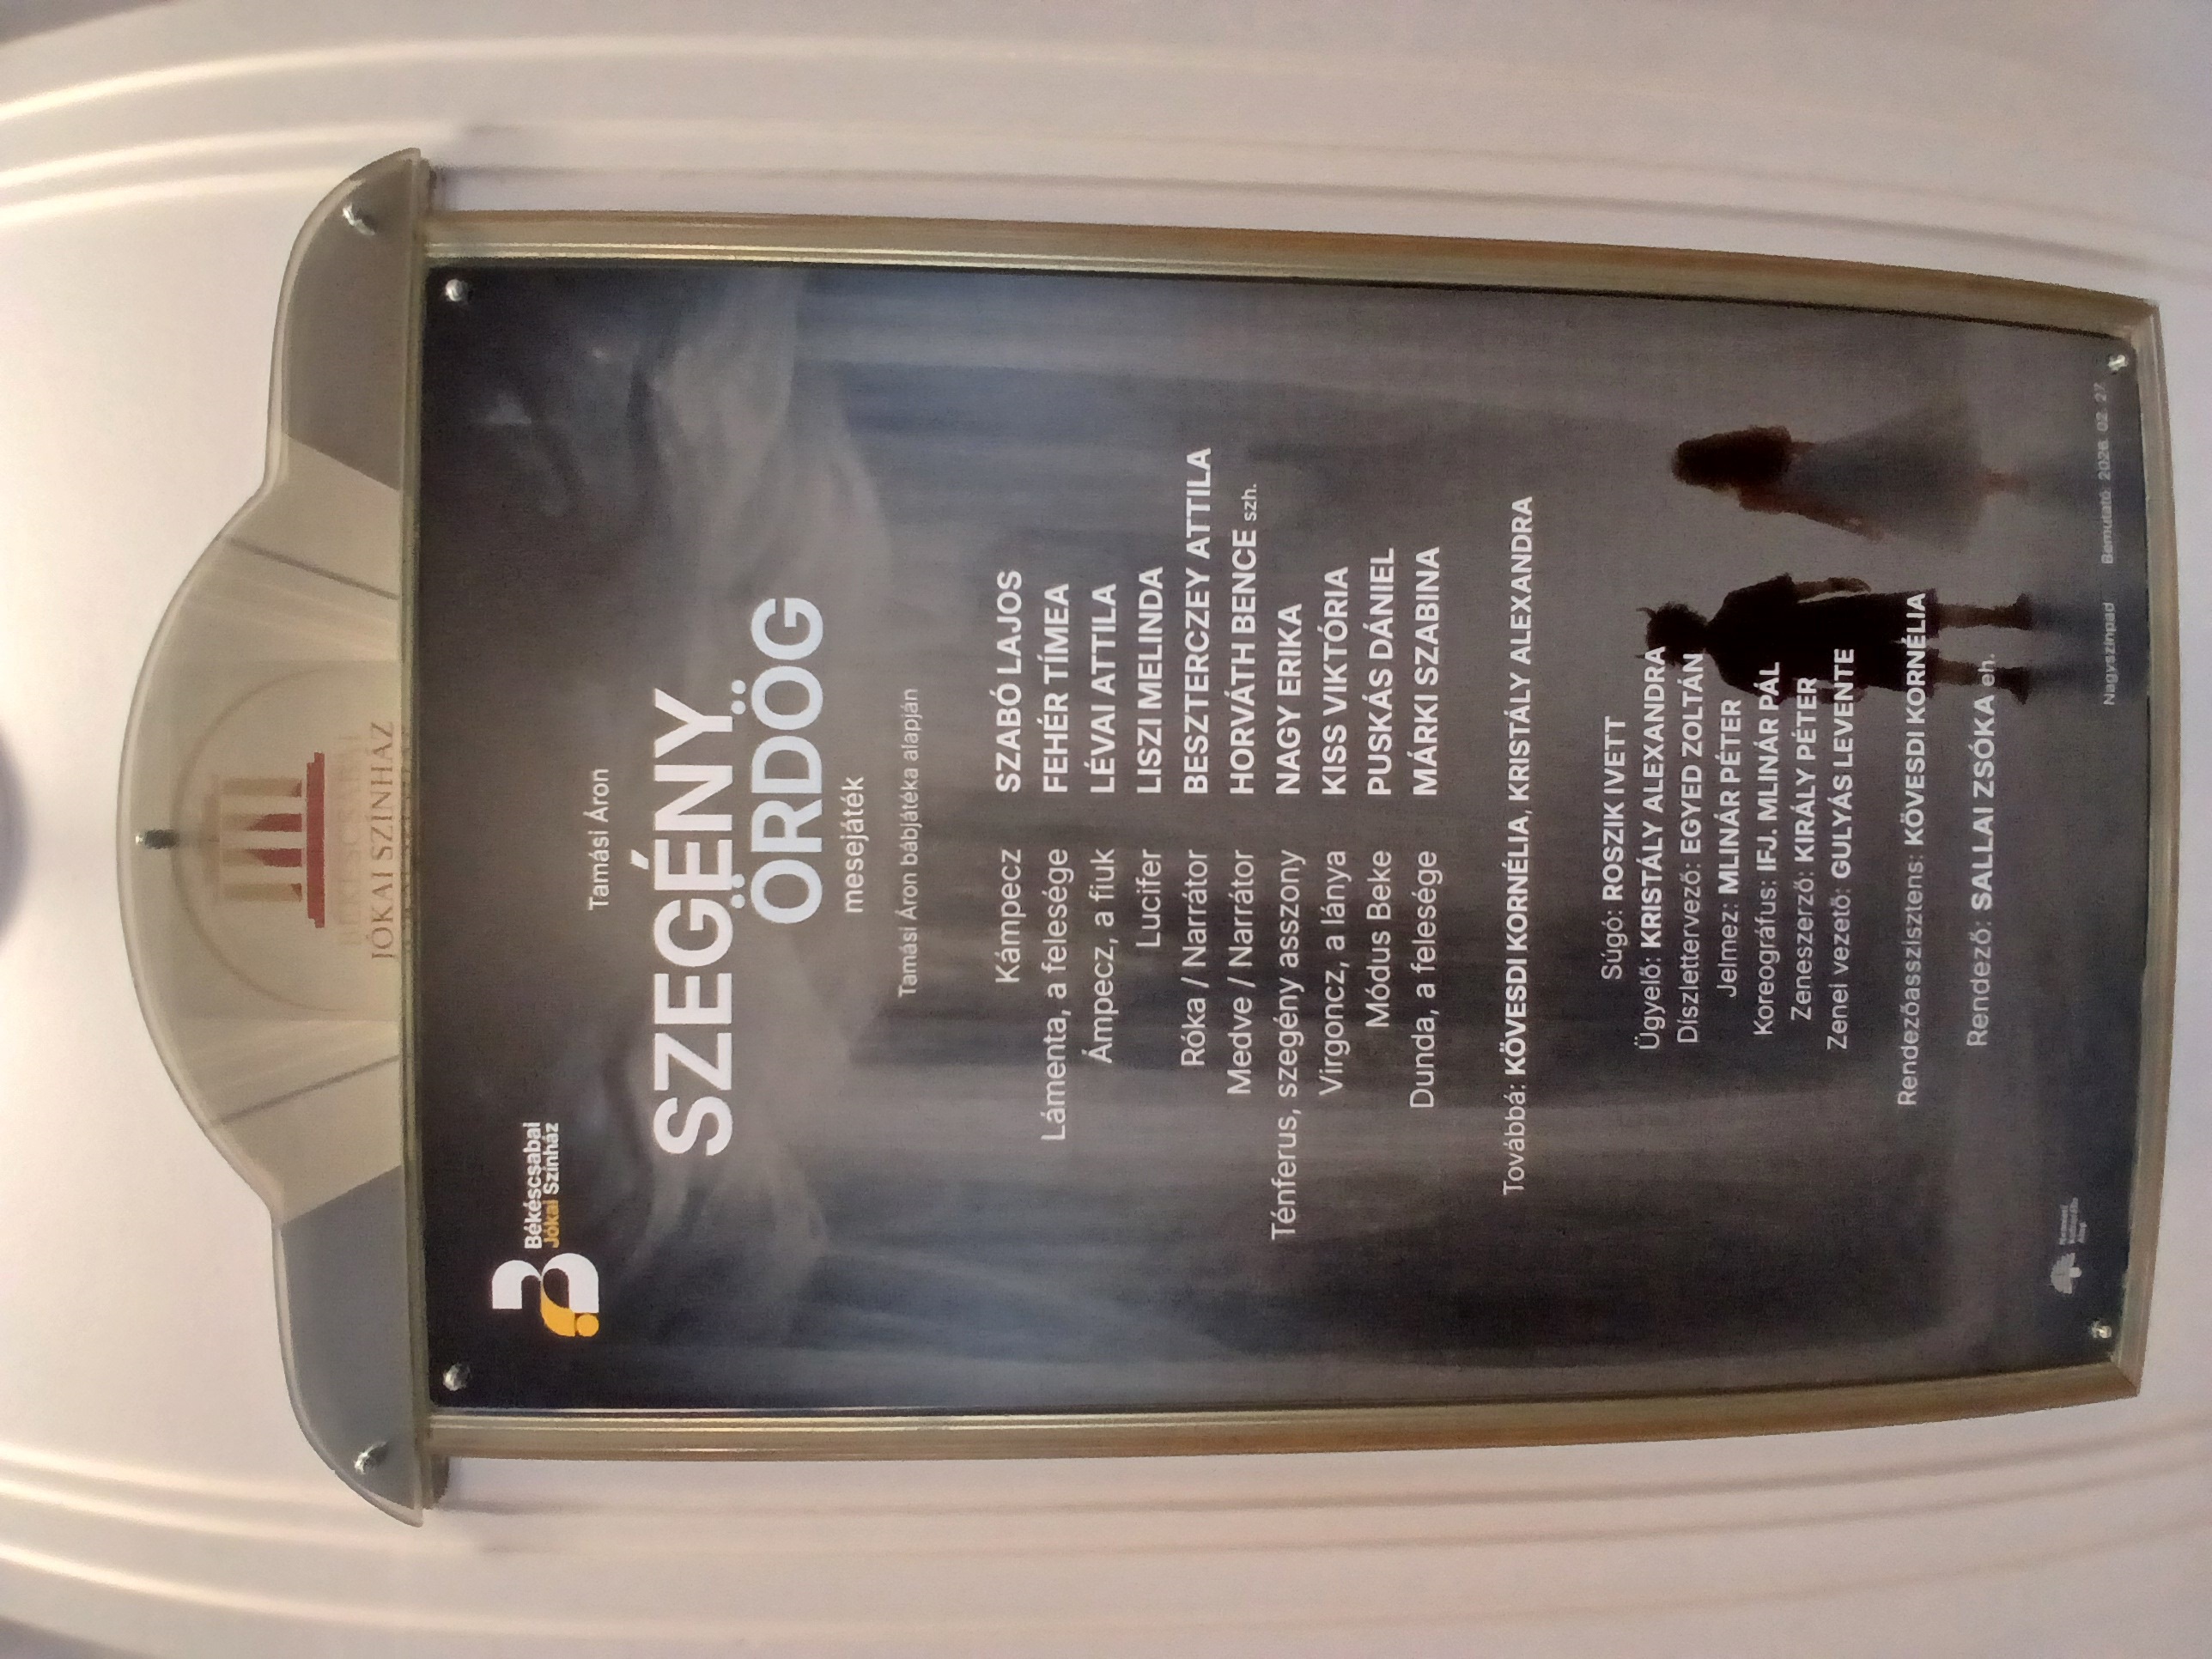 BÉKÉSCSABAI
JÓKAI SZÍNHÁZ
Békéscsabai
Jókai Színház
Tamási Áron
SZEGÉNY
ÖRDÖG
mesejáték
Tamási Áron bábjátéka alapján
Kámpecz SZABÓ LAJOS
Lámenta, a felesége FEHÉR TÍMEA
Ámpecz, a fiuk LÉVAI ATTILA
Lucifer LISZI MELINDA
Róka / Narrátor BESZTERCZEY ATTILA
Medve / Narrátor HORVÁTH BENCE szh.
Ténferus, szegény asszony NAGY ERIKA
Virgoncz, a lánya KISS VIKTÓRIA
Módus Beke PUSKÁS DÁNIEL
Dunda, a felesége MÁRKI SZABINA
Továbbá: KÖVESDI KORNÉLIA, KRISTÁLY ALEXANDRA
Súgó: ROSZIK IVETT
Ügyelő: KRISTÁLY ALEXANDRA
Díszlettervező: EGYED ZOLTÁN
Jelmez: MLINÁR PÉTER
Koreográfus: IFJ. MLINÁR PÁL
Zeneszerző: KIRÁLY PÉTER
Zenei vezető: GULYÁS LEVENTE
Rendezőasszisztens: KÖVESDI KORNÉLIA
Rendező: SALLAI ZSÓKA eh.
Nemzeti
Kulturális
Alap
Nagyszínpad Bemutató: 2026. 02. 27.